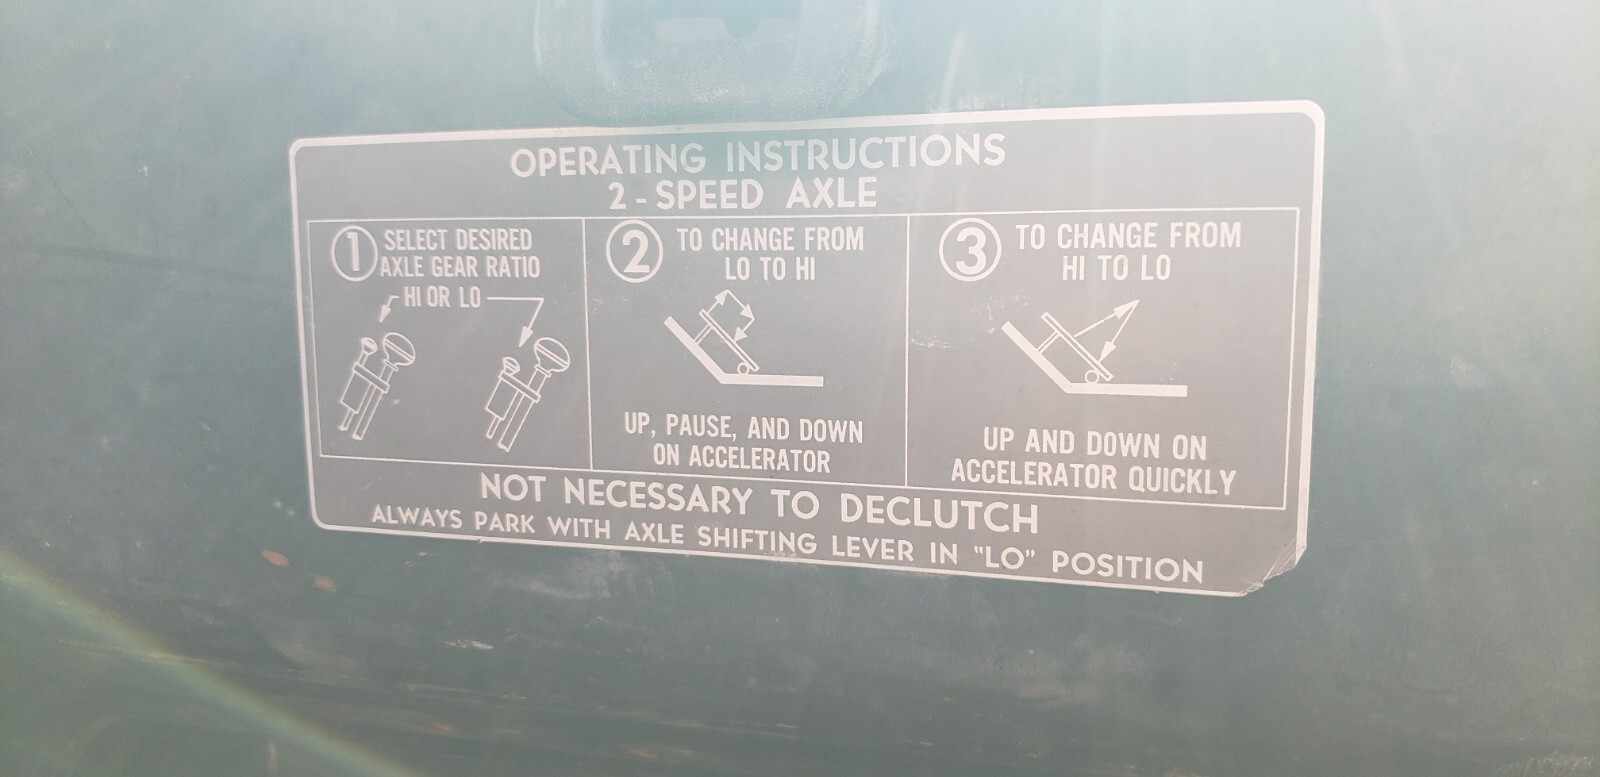 OPERATING INSTRUCTIONS
2-SPEED AXLE
1 SELECT DESIRED
AXLE GEAR RATIO
HI OR LO
2 TO CHANGE FROM
LO TO HI
UP, PAUSE, AND DOWN
ON ACCELERATOR
3 TO CHANGE FROM
HI TO LO
UP AND DOWN ON
ACCELERATOR QUICKLY
NOT NECESSARY TO DECLUTCH
ALWAYS PARK WITH AXLE SHIFTING LEVER IN "LO" POSITION